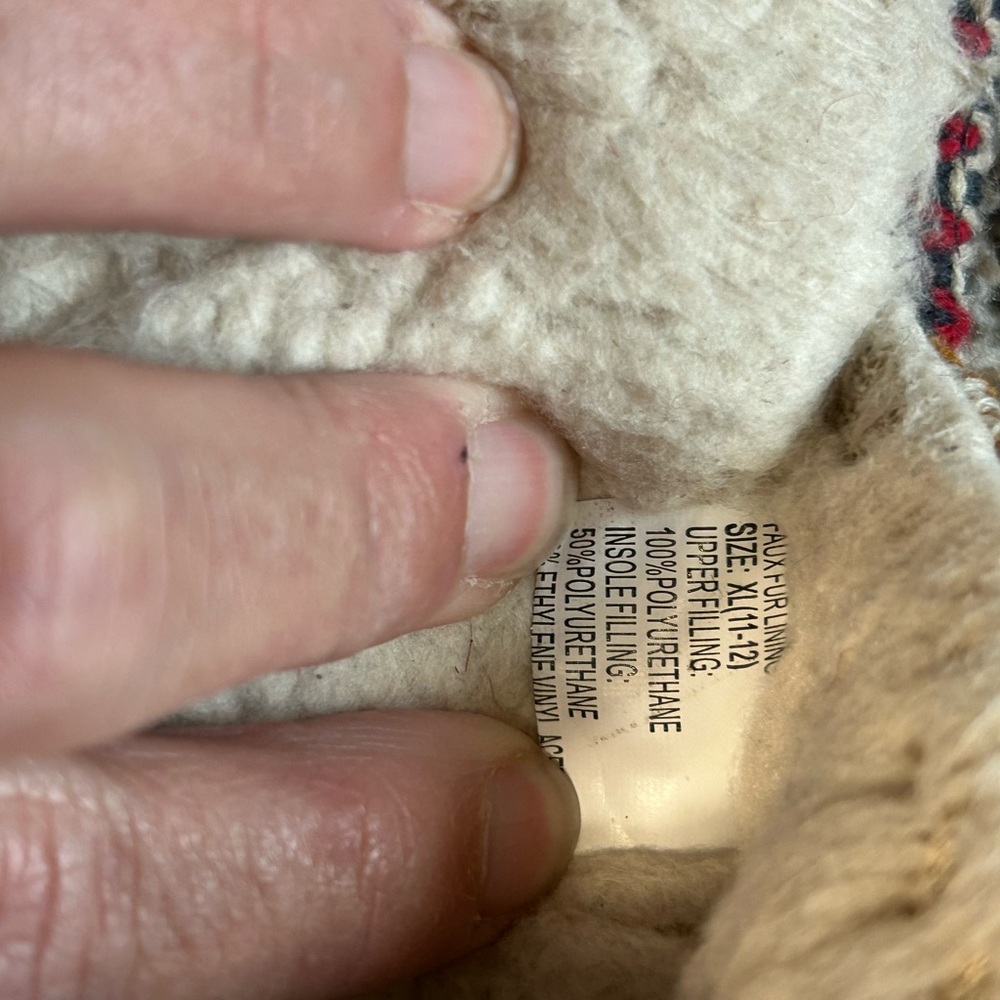 FAUX FUR LINING
SIZE: XL(11-12)
UPPER FILLING:
100%POLYURETHANE
INSOLE FILLING:
50%POLYURETHANE
% ETHYLENE VINYL